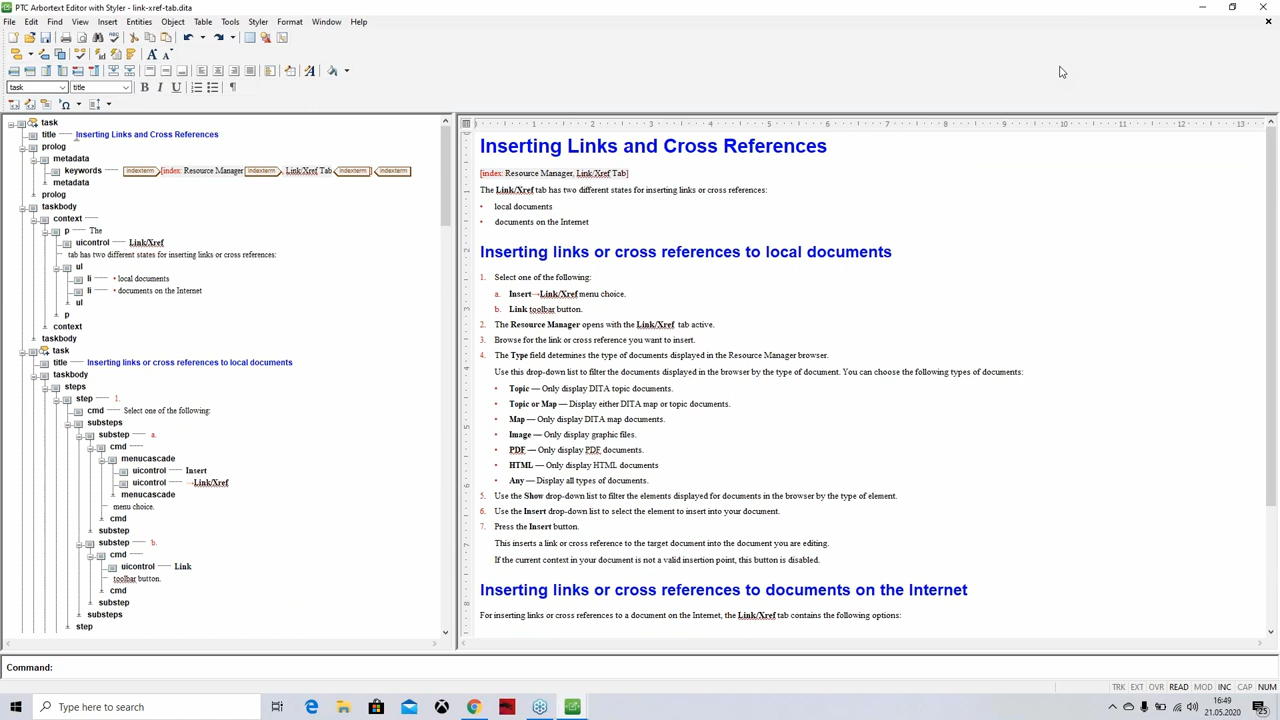 PTC Arbortext Editor with Styler - link-xref-tab.dita
File Edit Find View Insert Entities Object Table Tools Styler Format Window Help
task title B I U
task
title Inserting Links and Cross References
prolog
metadata
keywords indexterm [index: Resource Manager indexterm , Link/Xref Tab indexterm ] indexterm
metadata
prolog
taskbody
context
p The
uicontrol Link/Xref
tab has two different states for inserting links or cross references:
ul
li • local documents
li • documents on the Internet
ul
p
context
taskbody
task
title Inserting links or cross references to local documents
taskbody
steps
step 1.
cmd Select one of the following:
substeps
substep a.
cmd
menucascade
uicontrol Insert
uicontrol →Link/Xref
menucascade
menu choice.
cmd
substep
substep b.
cmd
uicontrol Link
toolbar button.
cmd
substep
substeps
step
1 2 3 4 5 6 7 8 9 10 11 12 13
Inserting Links and Cross References
[index: Resource Manager, Link/Xref Tab]
The Link/Xref tab has two different states for inserting links or cross references:
• local documents
• documents on the Internet
Inserting links or cross references to local documents
1. Select one of the following:
a. Insert→Link/Xref menu choice.
b. Link toolbar button.
2. The Resource Manager opens with the Link/Xref tab active.
3. Browse for the link or cross reference you want to insert.
4. The Type field determines the type of documents displayed in the Resource Manager browser.
Use this drop-down list to filter the documents displayed in the browser by the type of document. You can choose the following types of documents:
• Topic — Only display DITA topic documents.
• Topic or Map — Display either DITA map or topic documents.
• Map — Only display DITA map documents.
• Image — Only display graphic files.
• PDF — Only display PDF documents.
• HTML — Only display HTML documents
• Any — Display all types of documents.
5. Use the Show drop-down list to filter the elements displayed for documents in the browser by the type of element.
6. Use the Insert drop-down list to select the element to insert into your document.
7. Press the Insert button.
This inserts a link or cross reference to the target document into the document you are editing.
If the current context in your document is not a valid insertion point, this button is disabled.
Inserting links or cross references to documents on the Internet
For inserting links or cross references to a document on the Internet, the Link/Xref tab contains the following options:
Command:
TRK EXT OVR READ MOD INC CAP NUM
Type here to search
16:49
21.05.2020